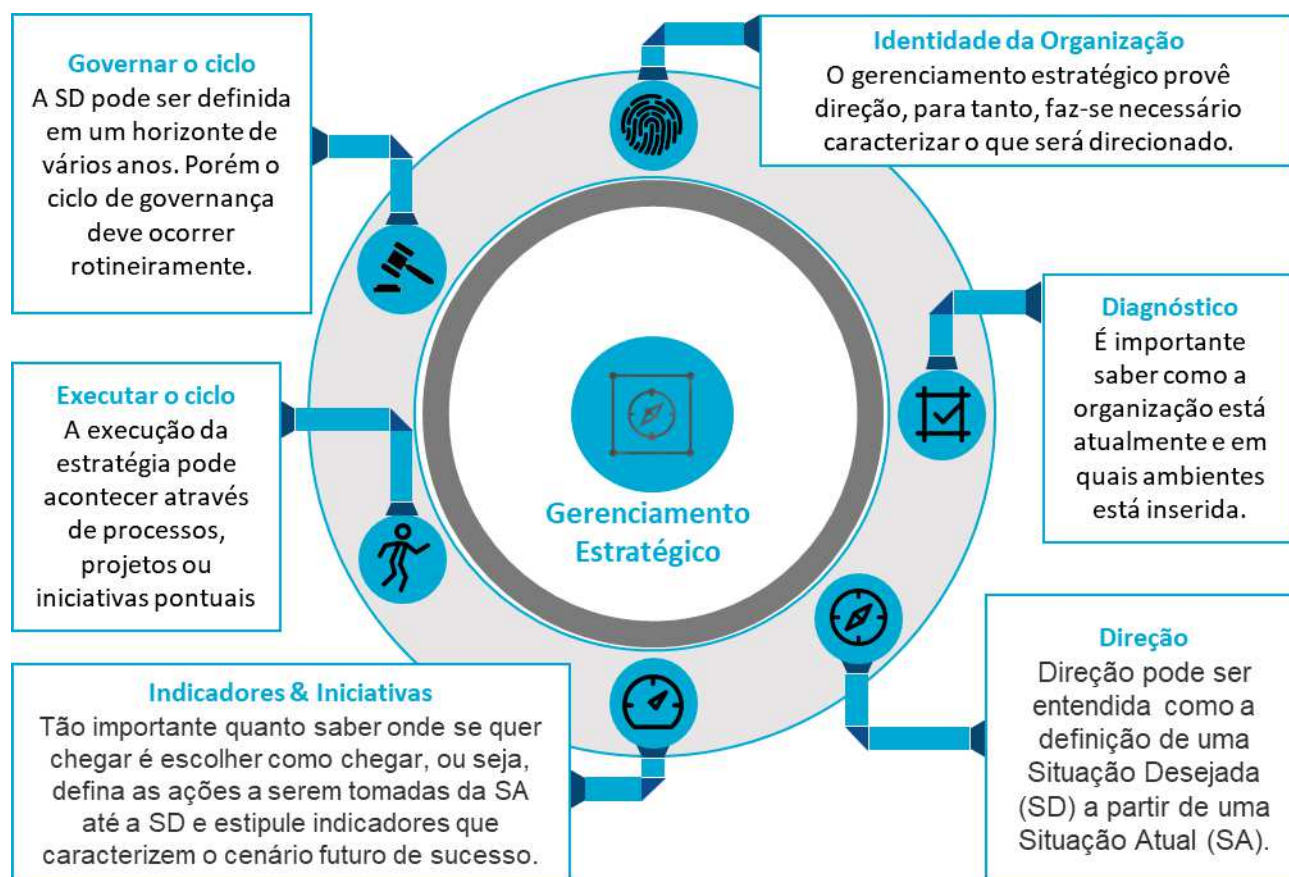 Governar o ciclo
A SD pode ser definida
em um horizonte de
vários anos. Porém o
ciclo de governança
deve ocorrer
rotineiramente.
Identidade da Organização
O gerenciamento estratégico provê
direção, para tanto, faz-se necessário
caracterizar o que será direcionado.
Diagnóstico
É importante
saber como a
organização está
atualmente e em
quais ambientes
está inserida.
Executar o ciclo
A execução da
estratégia pode
acontecer através
de processos,
projetos ou
iniciativas pontuais
Gerenciamento
Estratégico
Direção
Direção pode ser
entendida como a
definição de uma
Situação Desejada
(SD) a partir de uma
Situação Atual (SA).
Indicadores & Iniciativas
Tão importante quanto saber onde se quer
chegar é escolher como chegar, ou seja,
defina as ações a serem tomadas da SA
até a SD e estipule indicadores que
caracterizem o cenário futuro de sucesso.